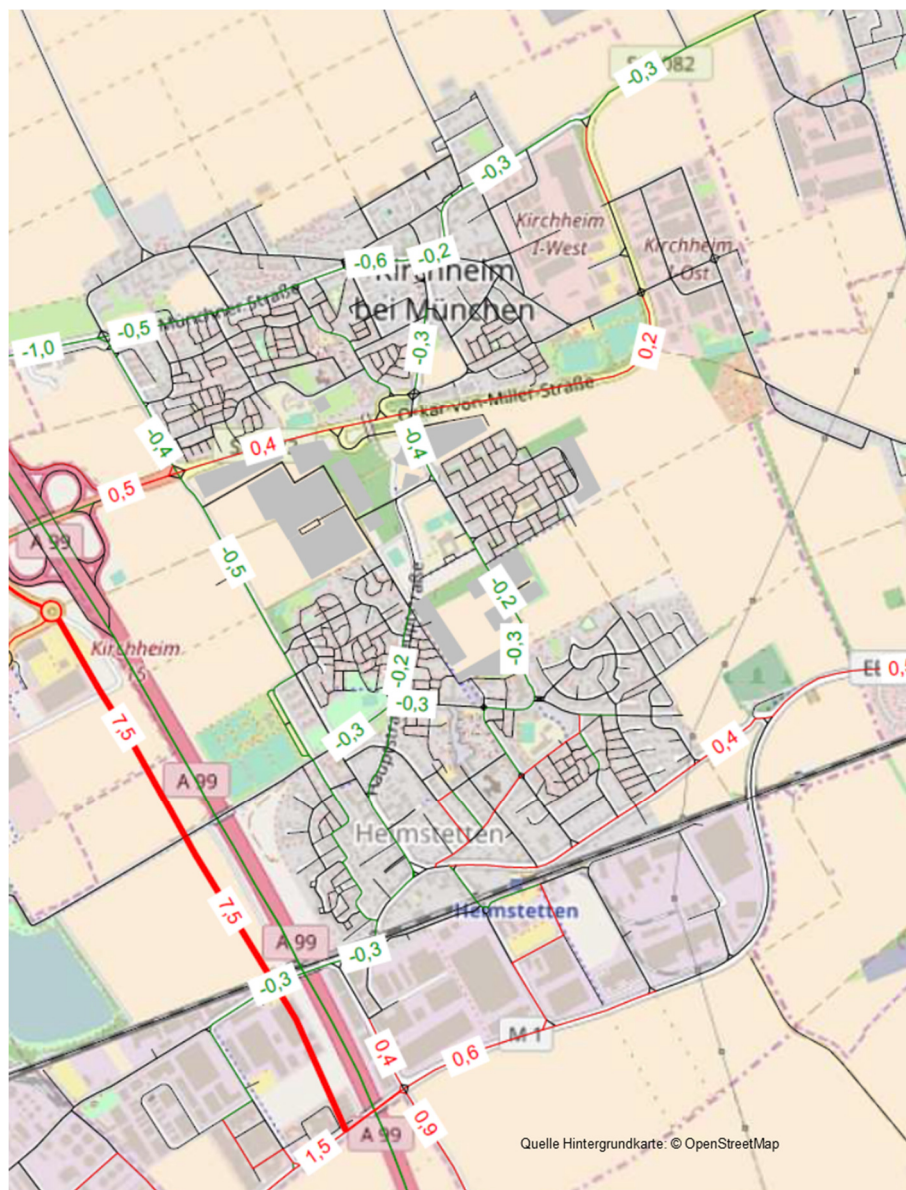 -0,3
-0,3
Kirchheim
I-West
Kirchheim
I-Ost
-0,2
-0,6
Kirchheim
bei München
Münchner Straße
-0,5
-1,0
-0,3
0,2
Oskar-von-Miller-Straße
-0,4
0,4
-0,4
0,5
A 99
-0,5
-0,2
Kirchheim
-0,3
-0,2
-0,3
-0,3
7,5
0,4
A 99
Heimstetten
7,5
Heimstetten
A 99
-0,3
-0,3
M 1
0,4
0,6
0,9
A 99
1,5
Quelle Hintergrundkarte: © OpenStreetMap